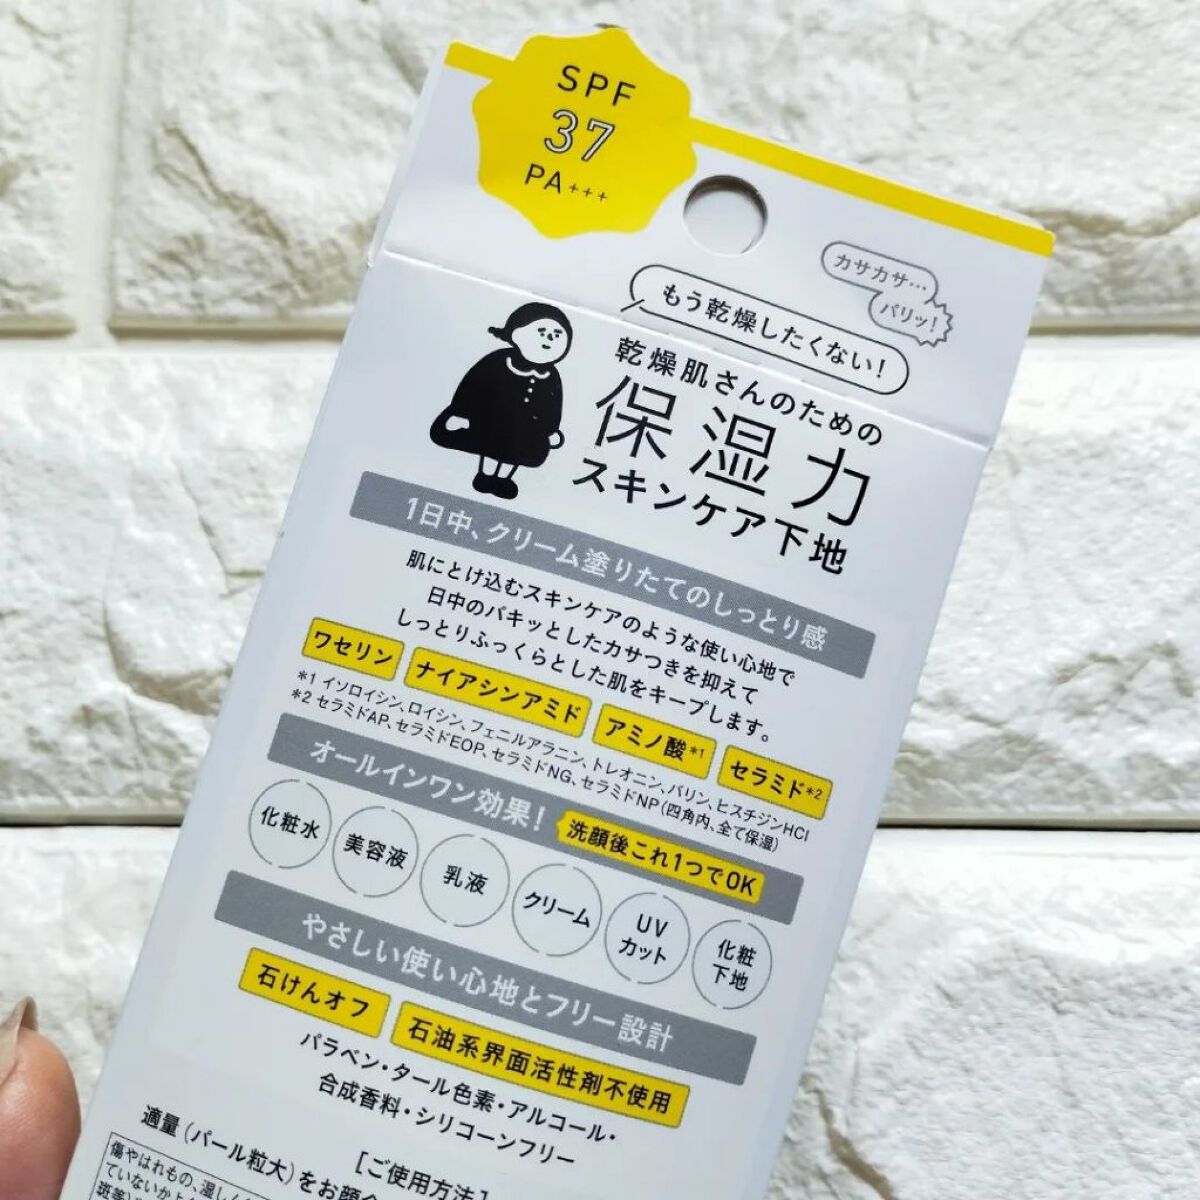 SPF
37
PA+++
カサカサ…
パリッ!
もう乾燥したくない!
乾燥肌さんのための
保湿力
スキンケア下地
1日中、クリーム塗りたてのしっとり感
肌にとけ込むスキンケアのような使い心地で
日中のパキッとしたカサつきを抑えて
しっとりふっくらとした肌をキープします。
ワセリン ナイアシンアミド アミノ酸*1 セラミド*2
*1 イソロイシン、ロイシン、フェニルアラニン、トレオニン、バリン、ヒスチジンHCl
*2 セラミドAP、セラミドEOP、セラミドNG、セラミドNP(四角内、全て保湿)
オールインワン効果! 洗顔後これ1つでOK
化粧水 美容液 乳液 クリーム UV カット 化粧 下地
やさしい使い心地とフリー設計
石けんオフ 石油系界面活性剤不使用
パラベン・タール色素・アルコール・
合成香料・シリコーンフリー
[ご使用方法]
適量(パール粒大)をお顔
傷やはれもの、湿し
ていないかよ
斑等)